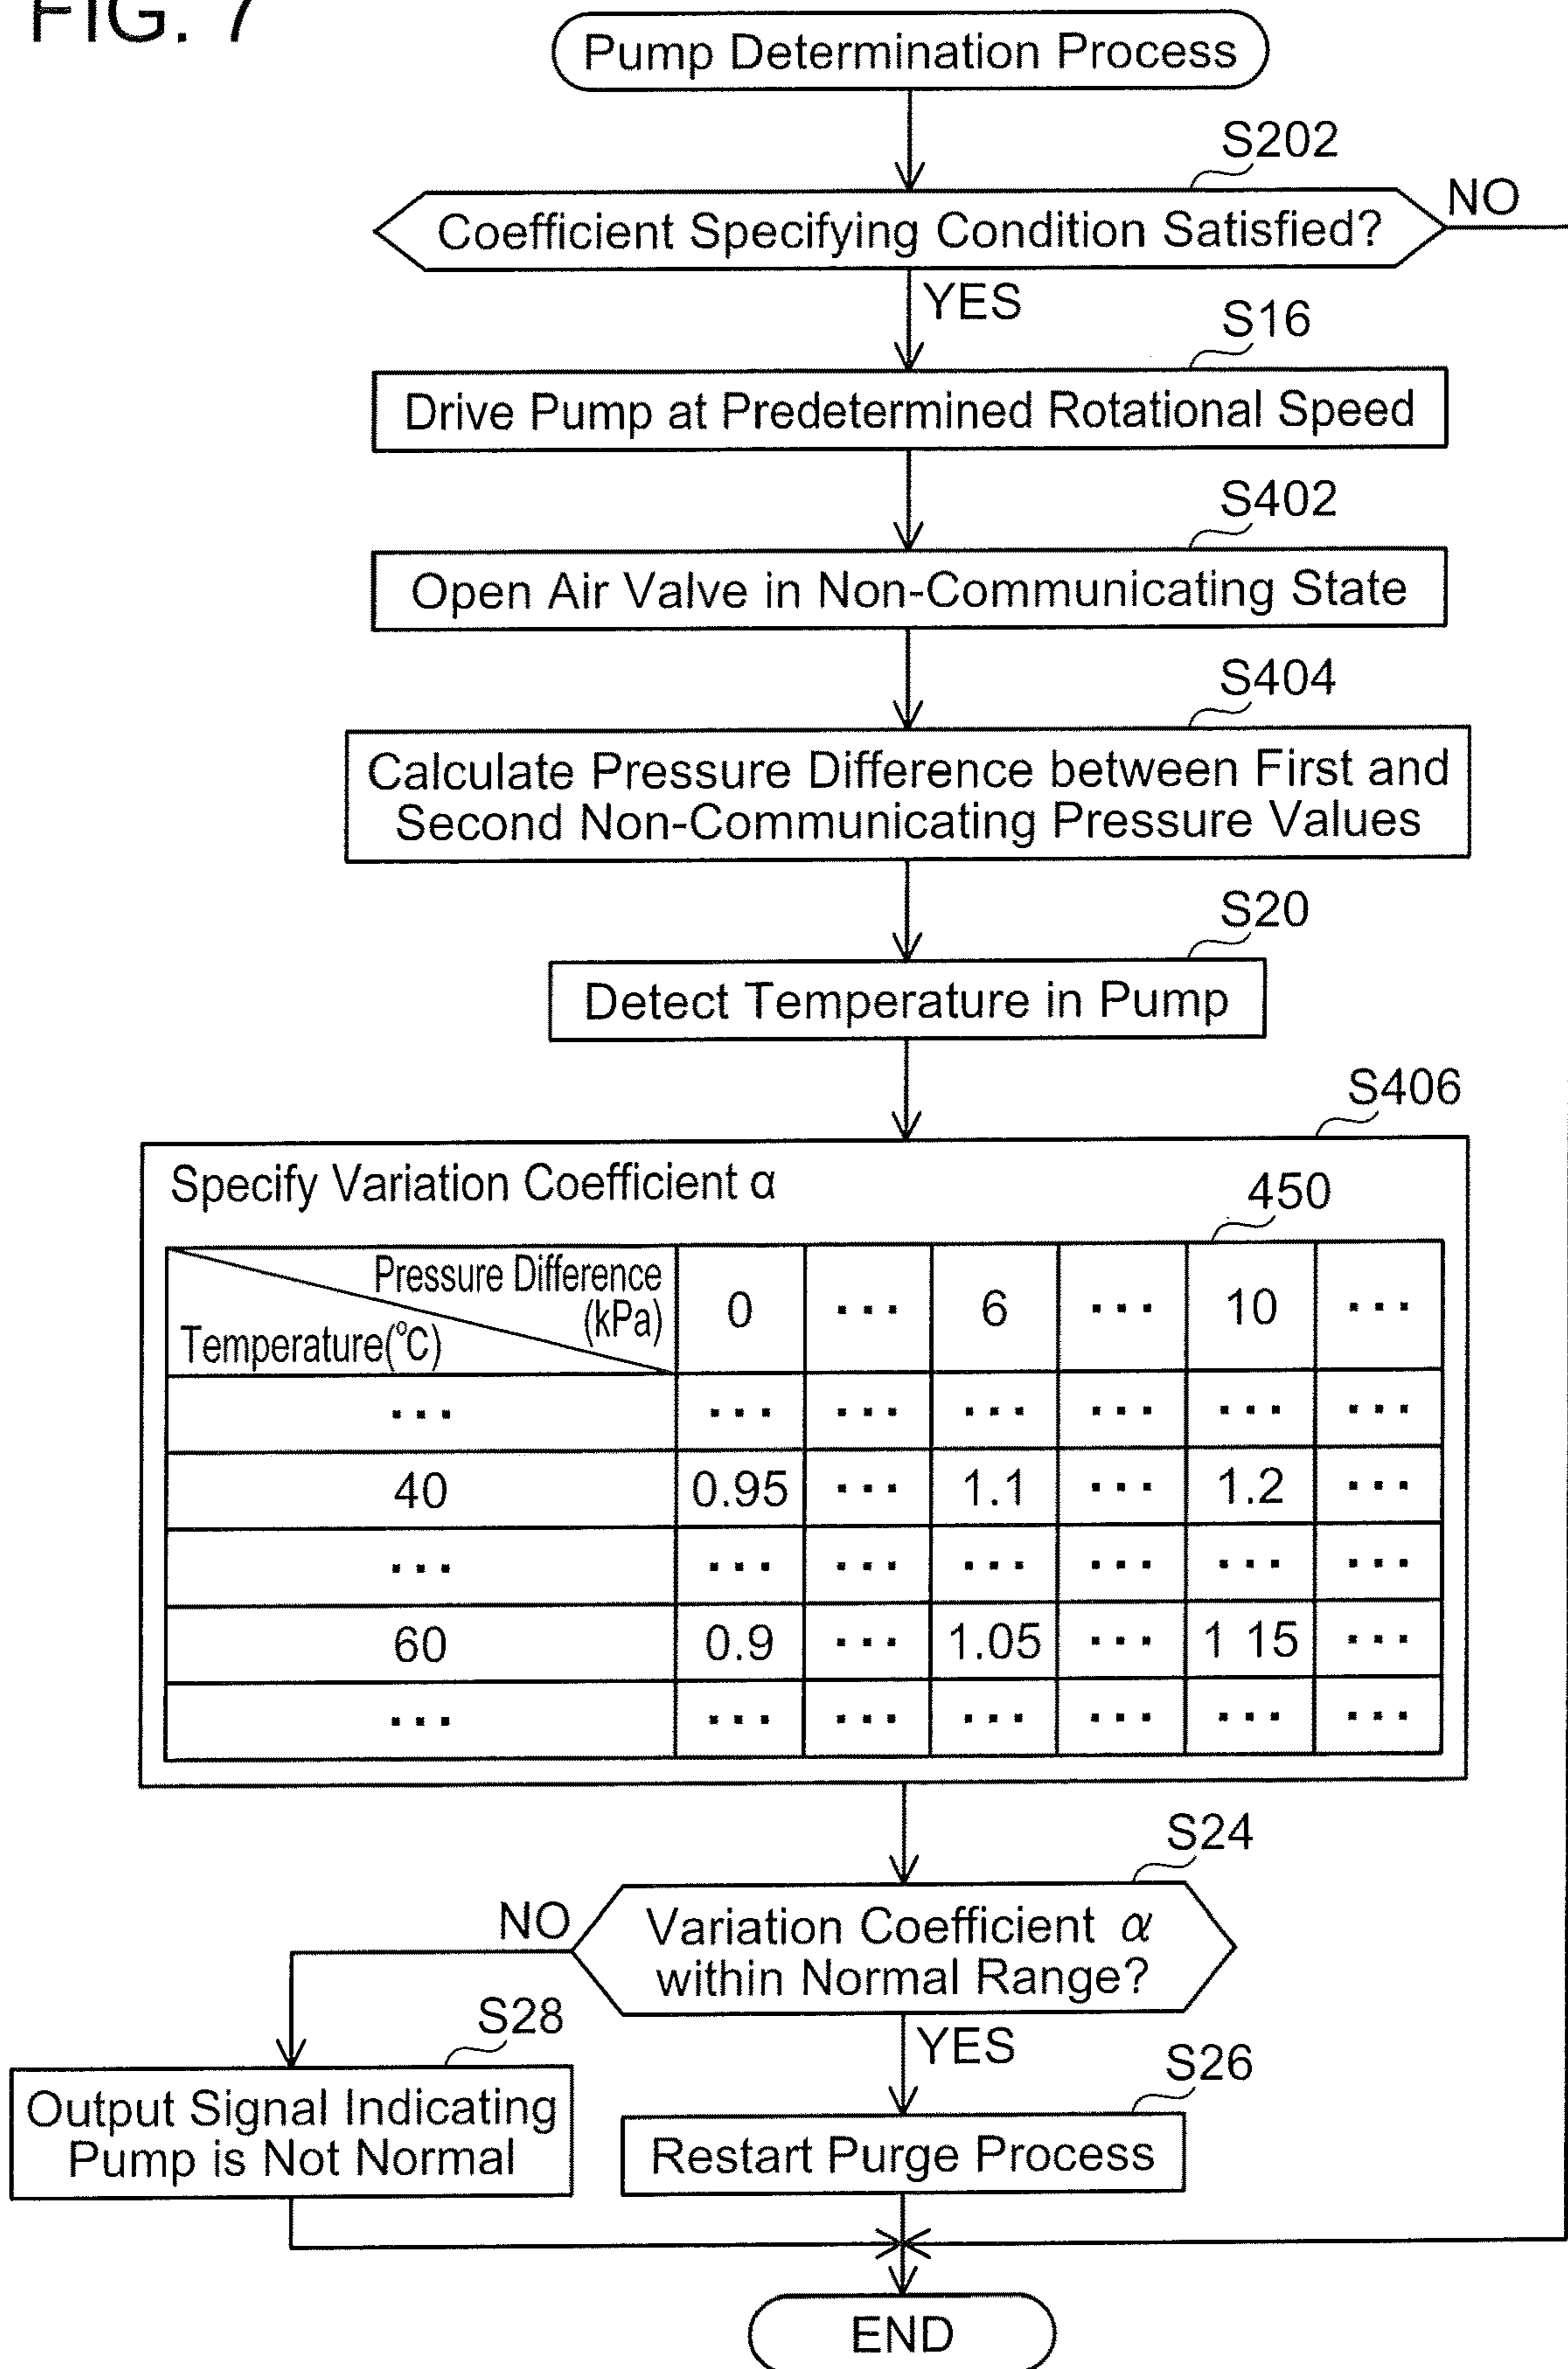 FIG. 7
Pump Determination Process
S202
Coefficient Specifying Condition Satisfied?
NO
YES
S16
Drive Pump at Predetermined Rotational Speed
S402
Open Air Valve in Non-Communicating State
S404
Calculate Pressure Difference between First and
Second Non-Communicating Pressure Values
S20
Detect Temperature in Pump
S406
Specify Variation Coefficient α
450
Pressure Difference
(kPa)
Temperature(°C)
0 ... 6 ... 10 ...
... ... ... ... ... ... ...
40 0.95 ... 1.1 ... 1.2 ...
... ... ... ... ... ... ...
60 0.9 ... 1.05 ... 1 15 ...
... ... ... ... ... ... ...
S24
Variation Coefficient α
within Normal Range?
NO
YES
S28
Output Signal Indicating
Pump is Not Normal
S26
Restart Purge Process
END